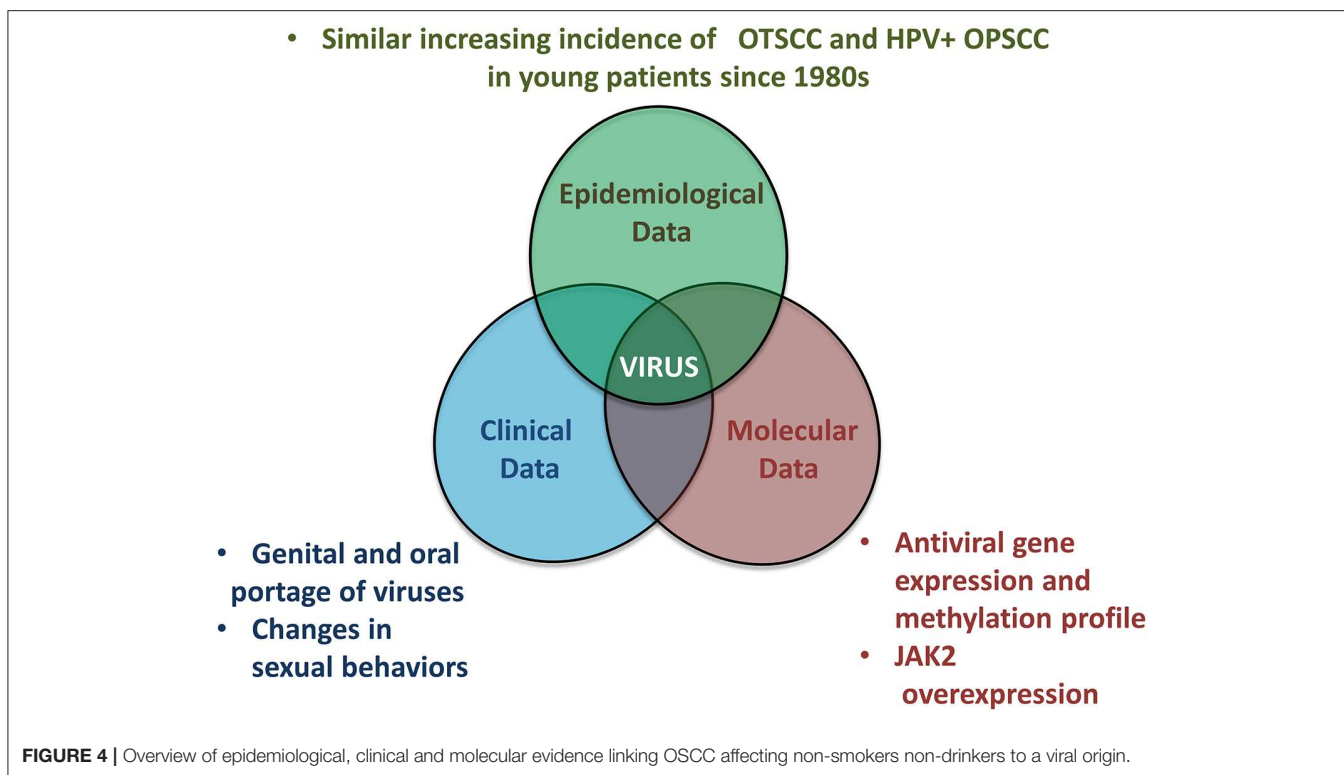 • Similar increasing incidence of OTSCC and HPV+ OPSCC
in young patients since 1980s
Epidemiological
Data
VIRUS
Clinical
Data
Molecular
Data
• Genital and oral
portage of viruses
• Changes in
sexual behaviors
• Antiviral gene
expression and
methylation profile
• JAK2
overexpression
FIGURE 4 | Overview of epidemiological, clinical and molecular evidence linking OSCC affecting non-smokers non-drinkers to a viral origin.